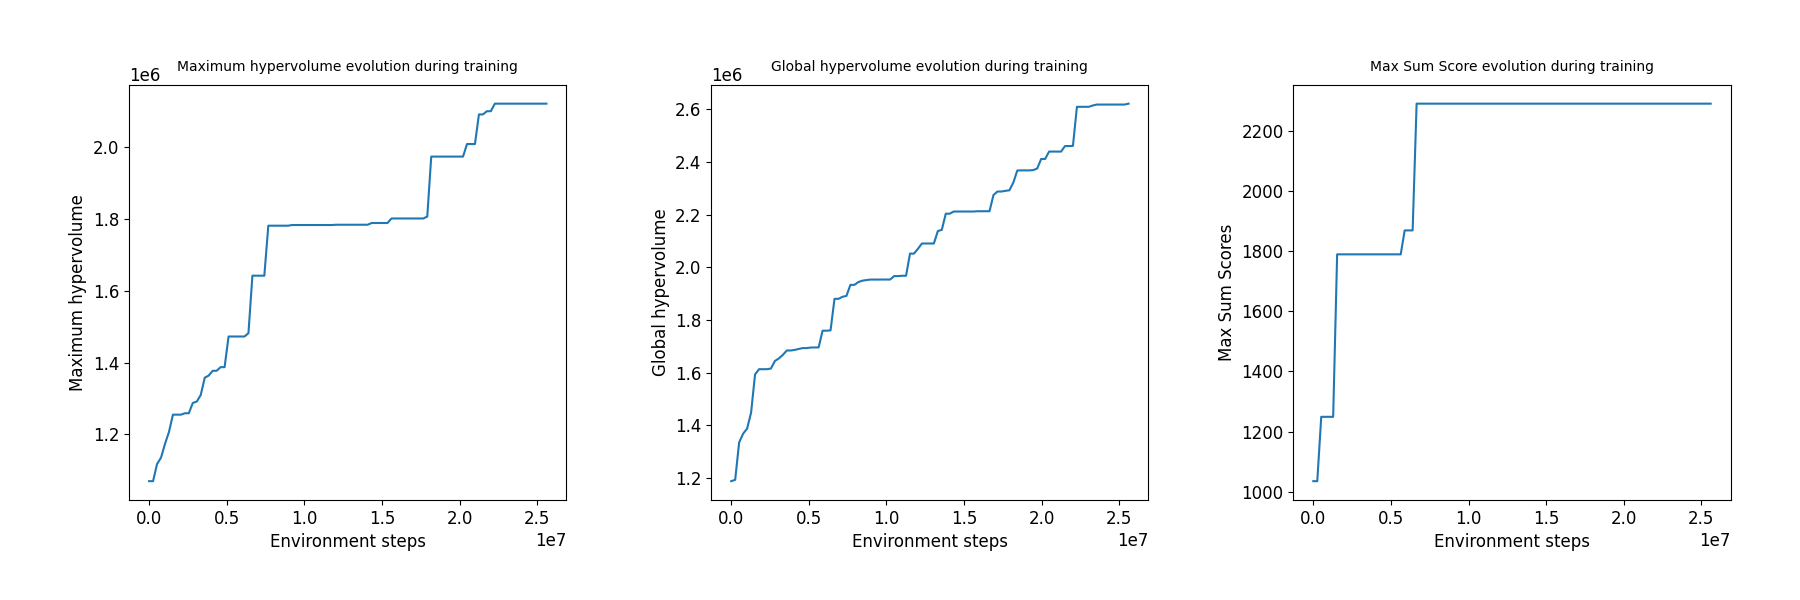 Maximum hypervolume evolution during training
1e6
Maximum hypervolume
2.0
1.8
1.6
1.4
1.2
0.0 0.5 1.0 1.5 2.0 2.5
Environment steps
1e7
Global hypervolume evolution during training
1e6
Global hypervolume
2.6
2.4
2.2
2.0
1.8
1.6
1.4
1.2
0.0 0.5 1.0 1.5 2.0 2.5
Environment steps
1e7
Max Sum Score evolution during training
Max Sum Scores
2200
2000
1800
1600
1400
1200
1000
0.0 0.5 1.0 1.5 2.0 2.5
Environment steps
1e7